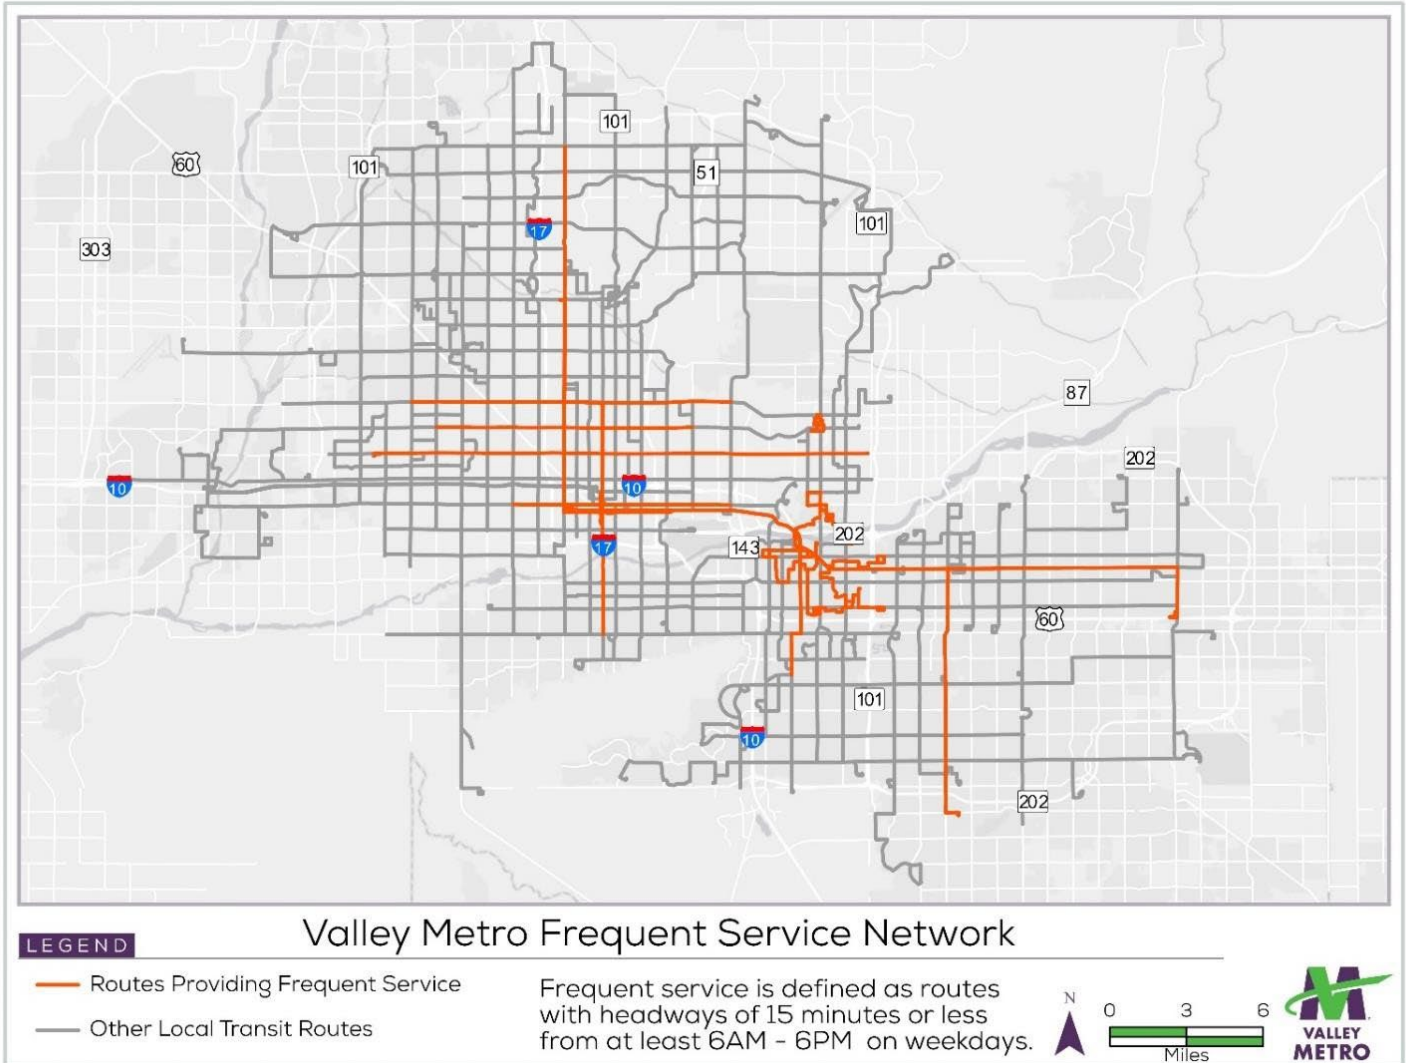 101
60
101
51
17
101
303
87
202
10
10
202
17
143
60
101
10
202
Valley Metro Frequent Service Network
LEGEND
Routes Providing Frequent Service
Other Local Transit Routes
Frequent service is defined as routes
with headways of 15 minutes or less
from at least 6AM - 6PM on weekdays.
N
0 3 6
Miles
VALLEY
METRO